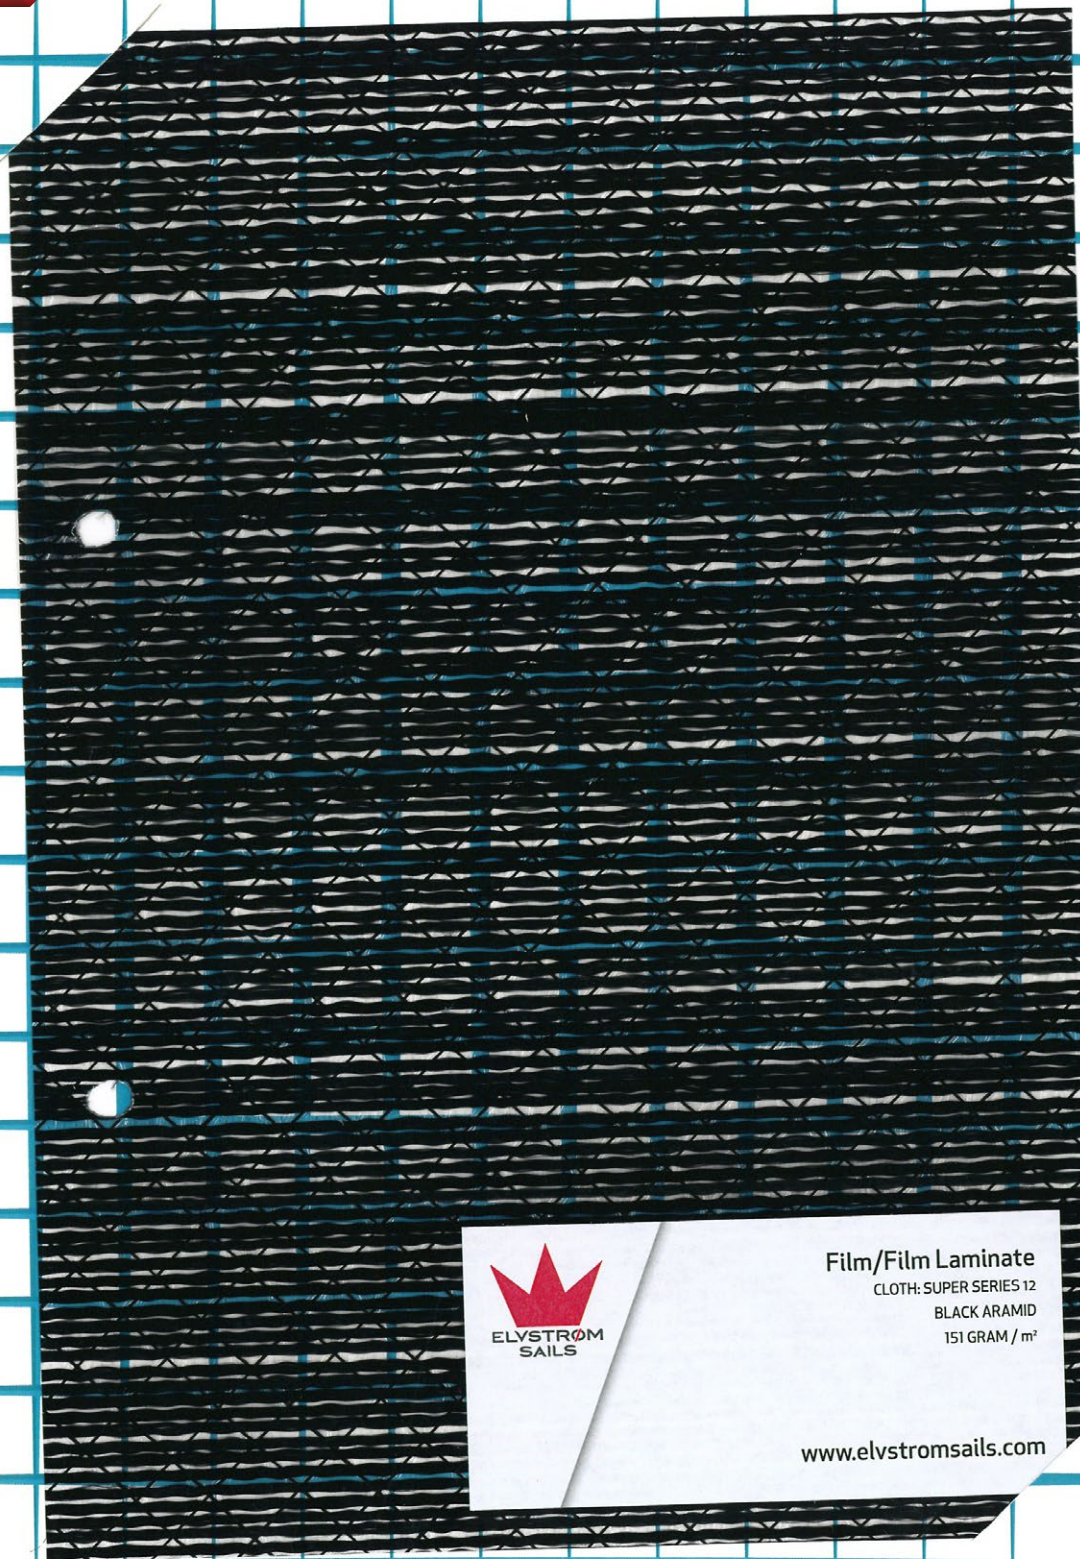 ELVSTRØM
SAILS
Film/Film Laminate
CLOTH: SUPER SERIES 12
BLACK ARAMID
151 GRAM / m²
www.elvstromsails.com